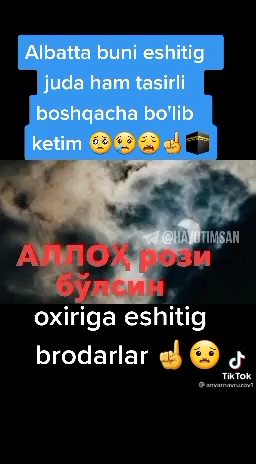 Albatta buni eshitig
juda ham tasirli
boshqacha bo'lib
ketim 🥺😢😩☝️🕋
@HAYOTIMSAN
АЛЛОҲ рози
бўлсин
oxiriga eshitig
brodarlar ☝️😧
TikTok
@anvarnavruzov1